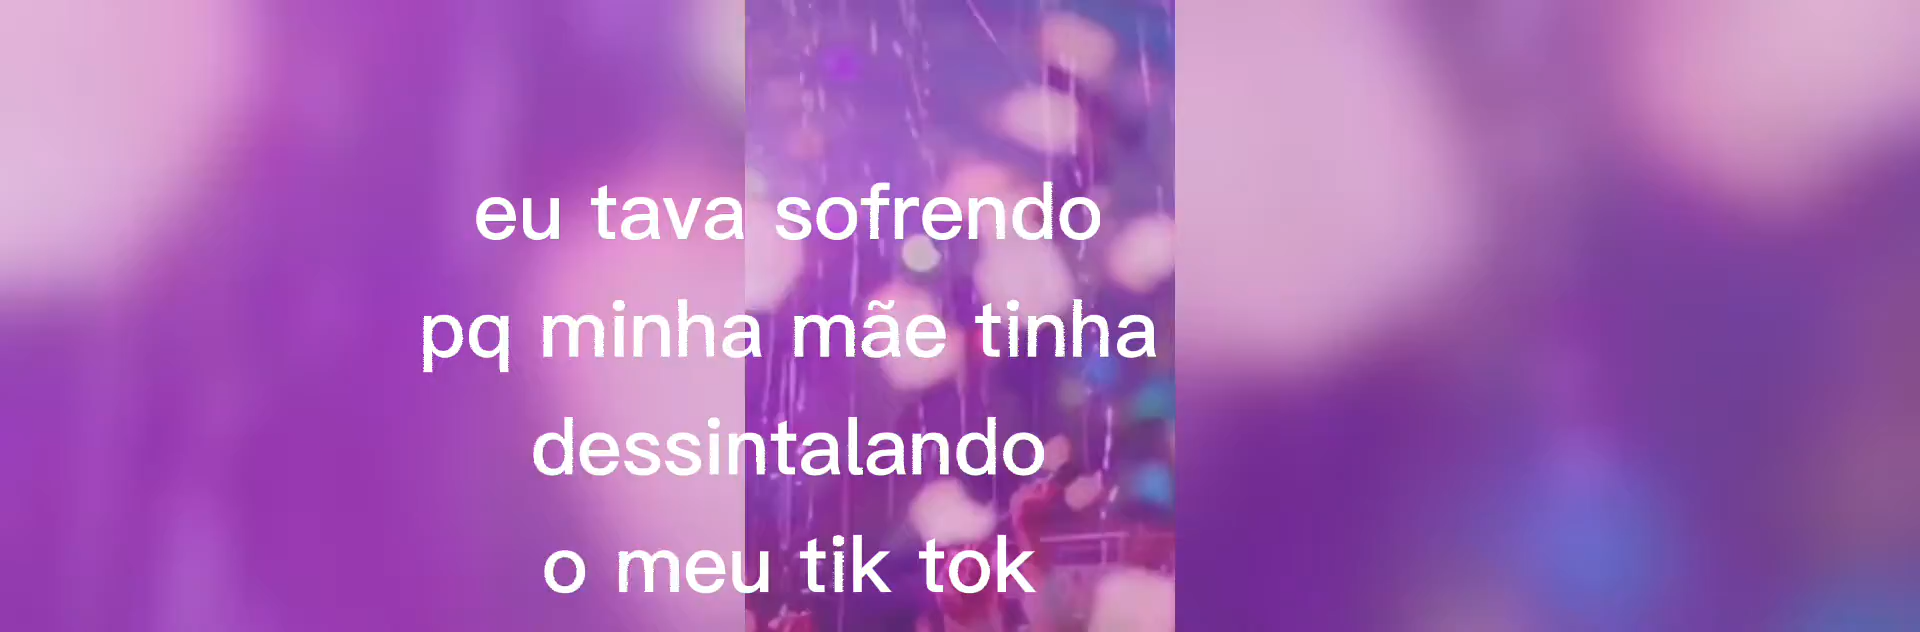 eu tava sofrendo
pq minha mãe tinha
dessintalando
o meu tik tok